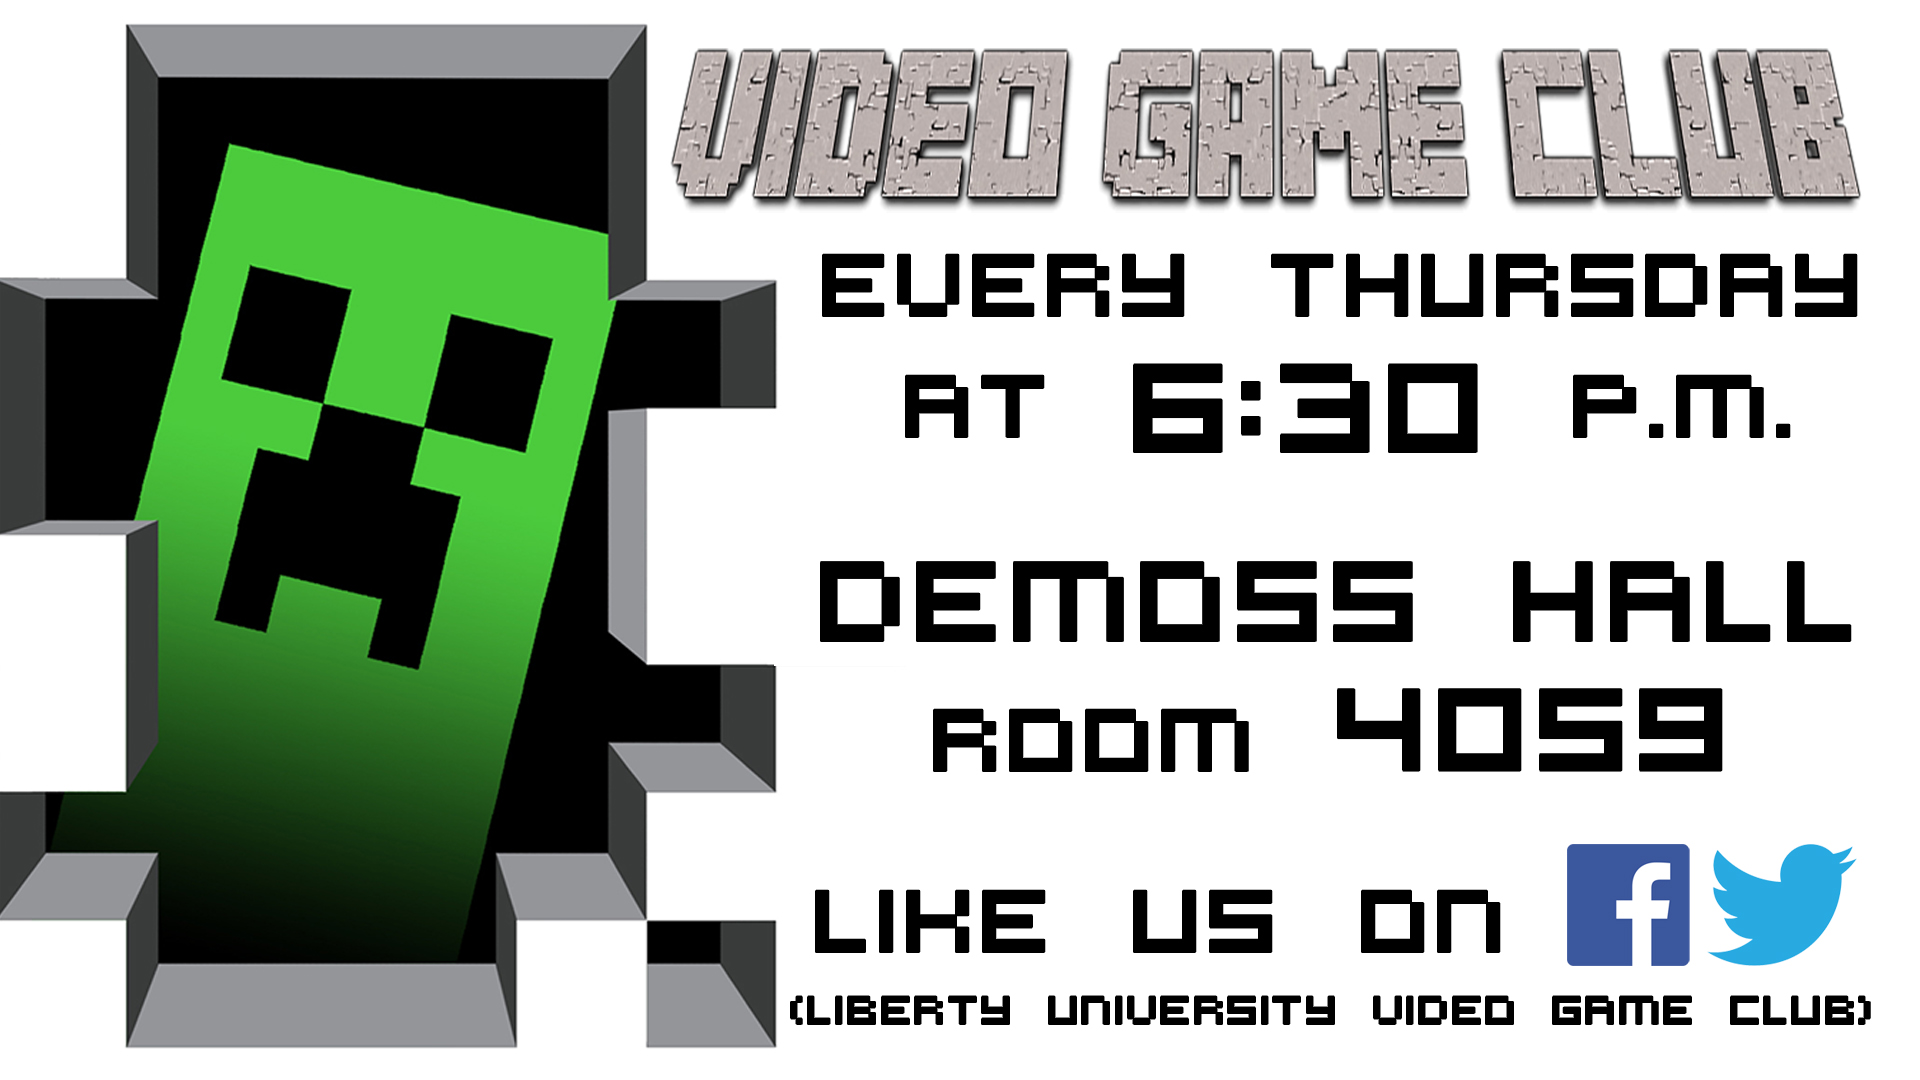 VIDEO GAME CLUB
EVERY THURSDAY
AT 6:30 P.M.
DEMOSS HALL
ROOM 4059
LIKE US ON f
(LIBERTY UNIVERSITY VIDEO GAME CLUB)